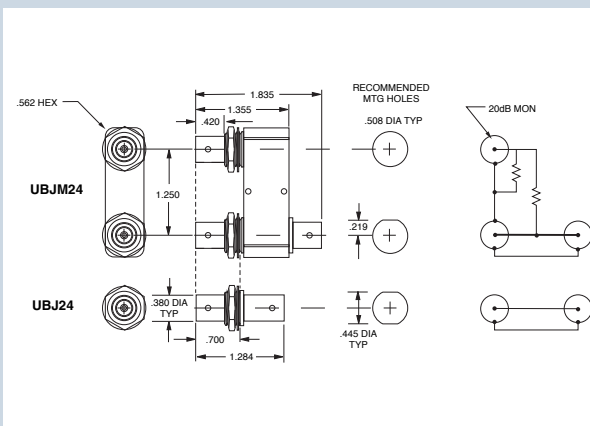 1.835
RECOMMENDED
MTG HOLES
.562 HEX
1.355
20dB MON
.420
.508 DIA TYP
UBJM24
1.250
.219
UBJ24
.380 DIA
TYP
.445 DIA
TYP
.700
1.284